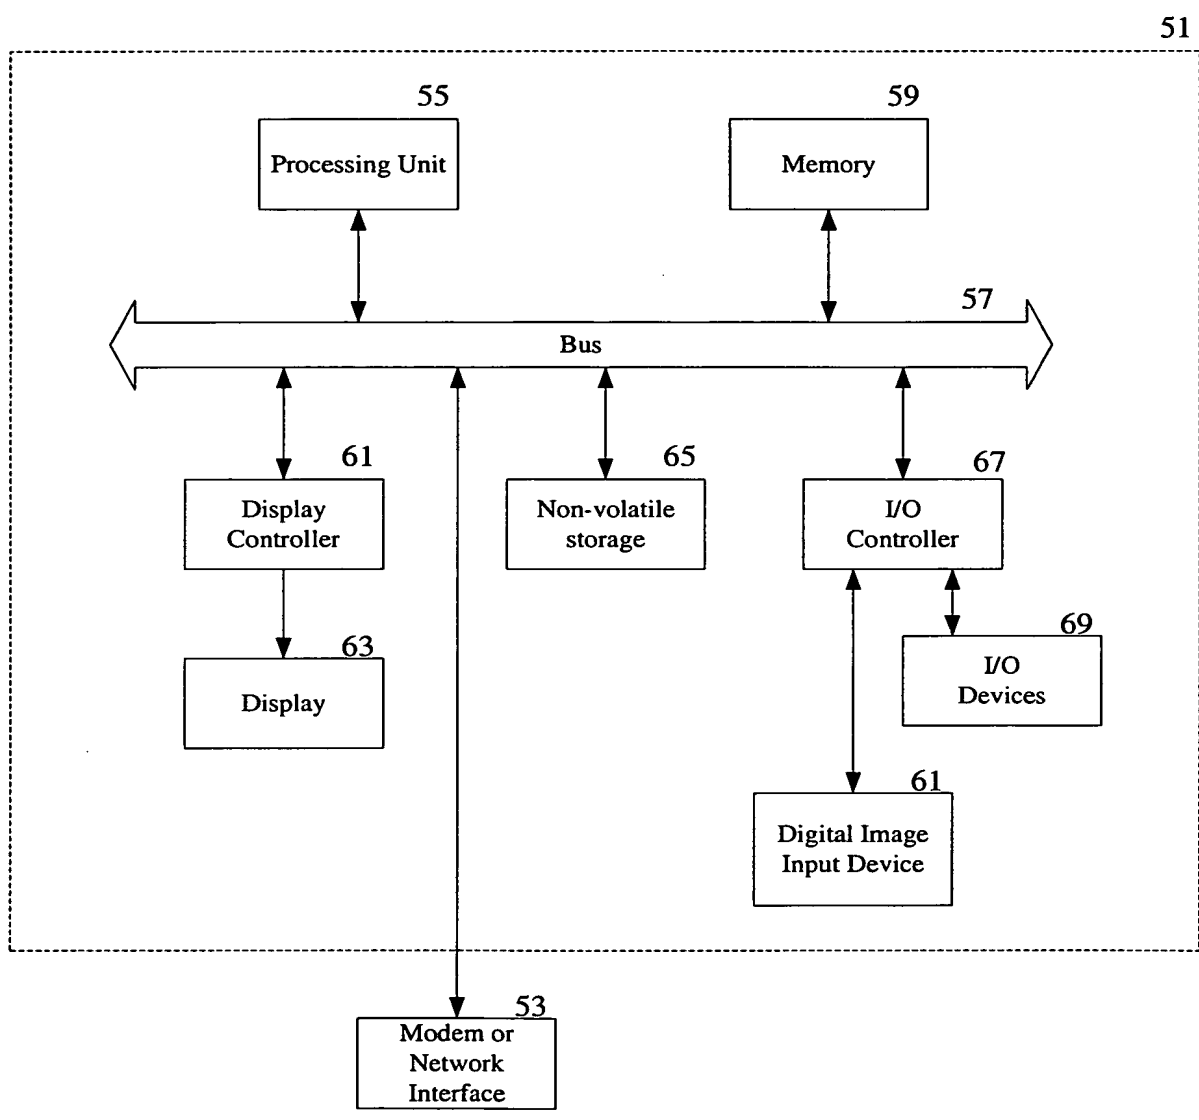 51
55
59
Processing Unit
Memory
57
Bus
61
65
67
Display
Controller
Non-volatile
storage
I/O
Controller
63
69
Display
I/O
Devices
61
Digital Image
Input Device
53
Modem or
Network
Interface